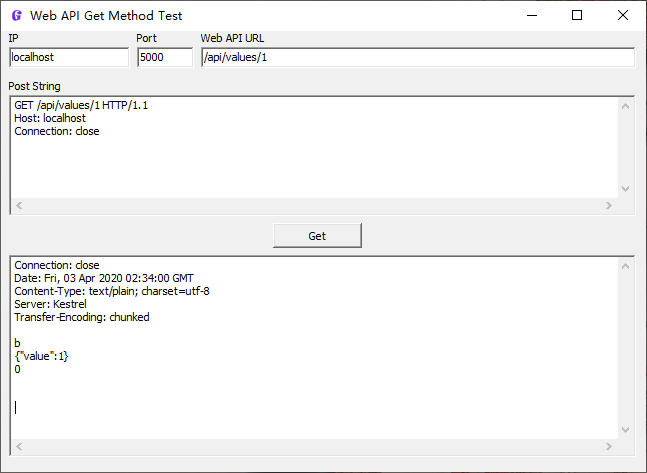 Web API Get Method Test
IP Port Web API URL
localhost 5000 /api/values/1
Post String
GET /api/values/1 HTTP/1.1
Host: localhost
Connection: close
Get
Connection: close
Date: Fri, 03 Apr 2020 02:34:00 GMT
Content-Type: text/plain; charset=utf-8
Server: Kestrel
Transfer-Encoding: chunked
b
{"value":1}
0